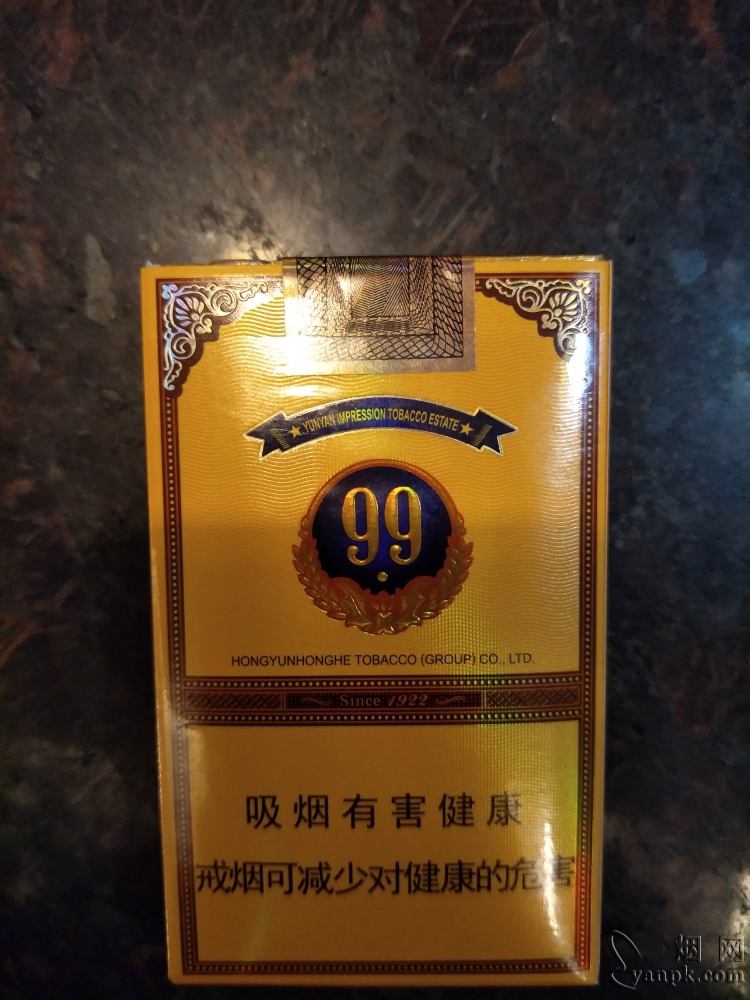 ★YUNYAN IMPRESSION TOBACCO ESTATE★
99
HONGYUNHONGHE TOBACCO (GROUP) CO., LTD.
Since 1922
吸烟有害健康
戒烟可减少对健康的危害
烟网
yanpk.com